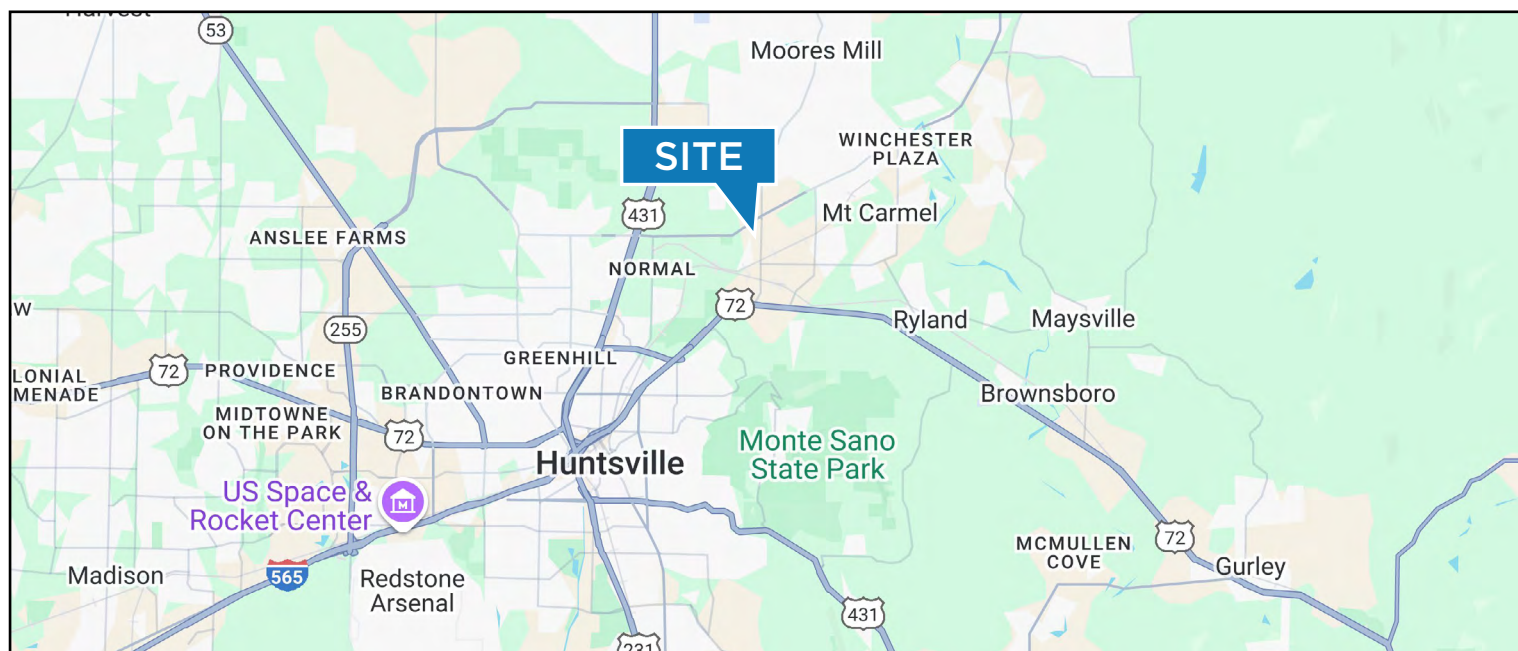 53
Moores Mill
WINCHESTER
PLAZA
SITE
Mt Carmel
431
ANSLEE FARMS
NORMAL
72
W
255
Ryland
Maysville
GREENHILL
72
PROVIDENCE
LONIAL
MENADE
BRANDONTOWN
Brownsboro
MIDTOWNE
ON THE PARK
72
Monte Sano
State Park
Huntsville
US Space &
Rocket Center
M
72
MCMULLEN
COVE
Gurley
Madison
565
Redstone
Arsenal
431
231